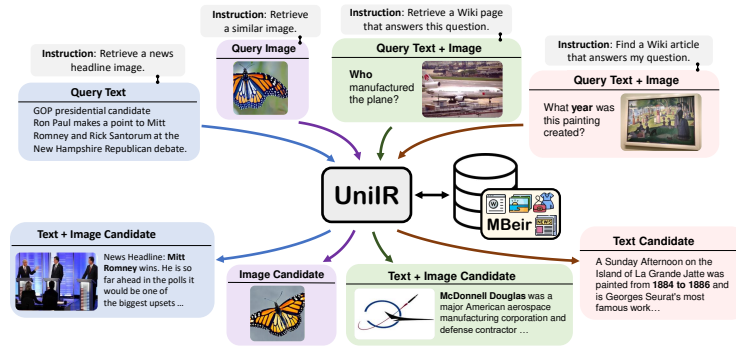 Instruction: Retrieve a news
headline image.
Query Text
GOP presidential candidate
Ron Paul makes a point to Mitt
Romney and Rick Santorum at the
New Hampshire Republican debate.
Instruction: Retrieve
a similar image.
Query Image
Instruction: Retrieve a Wiki page
that answers this question.
Query Text + Image
Who
manufactured
the plane?
Instruction: Find a Wiki article
that answers my question.
Query Text + Image
What year was
this painting
created?
UniIR
MBeir
W
NEWS
Text + Image Candidate
News Headline: Mitt
Romney wins. He is so
far ahead in the polls it
would be one of
the biggest upsets ...
Image Candidate
Text + Image Candidate
McDonnell Douglas was a
major American aerospace
manufacturing corporation and
defense contractor ...
Text Candidate
A Sunday Afternoon on the
Island of La Grande Jatte was
painted from 1884 to 1886 and
is Georges Seurat's most
famous work...